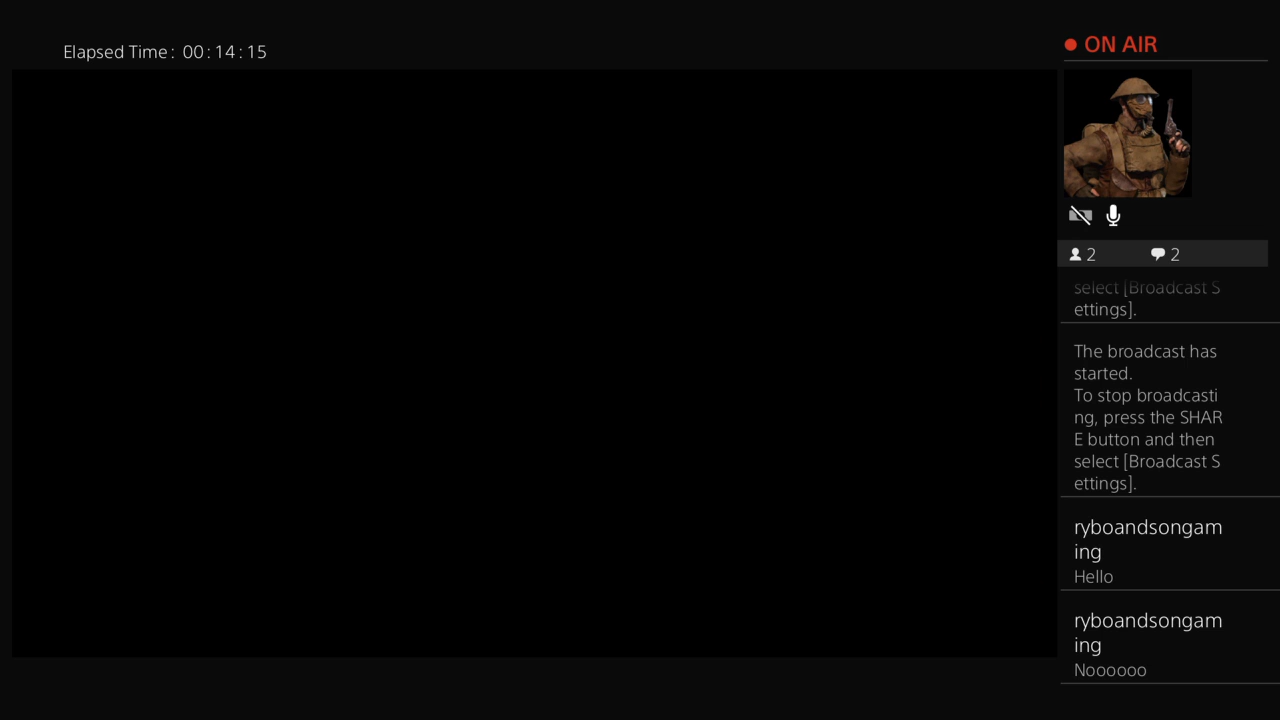 Elapsed Time: 00:14:15
ON AIR
2
2
select [Broadcast S
ettings].
The broadcast has
started.
To stop broadcasti
ng, press the SHAR
E button and then
select [Broadcast S
ettings].
ryboandsongam
ing
Hello
ryboandsongam
ing
Noooooo